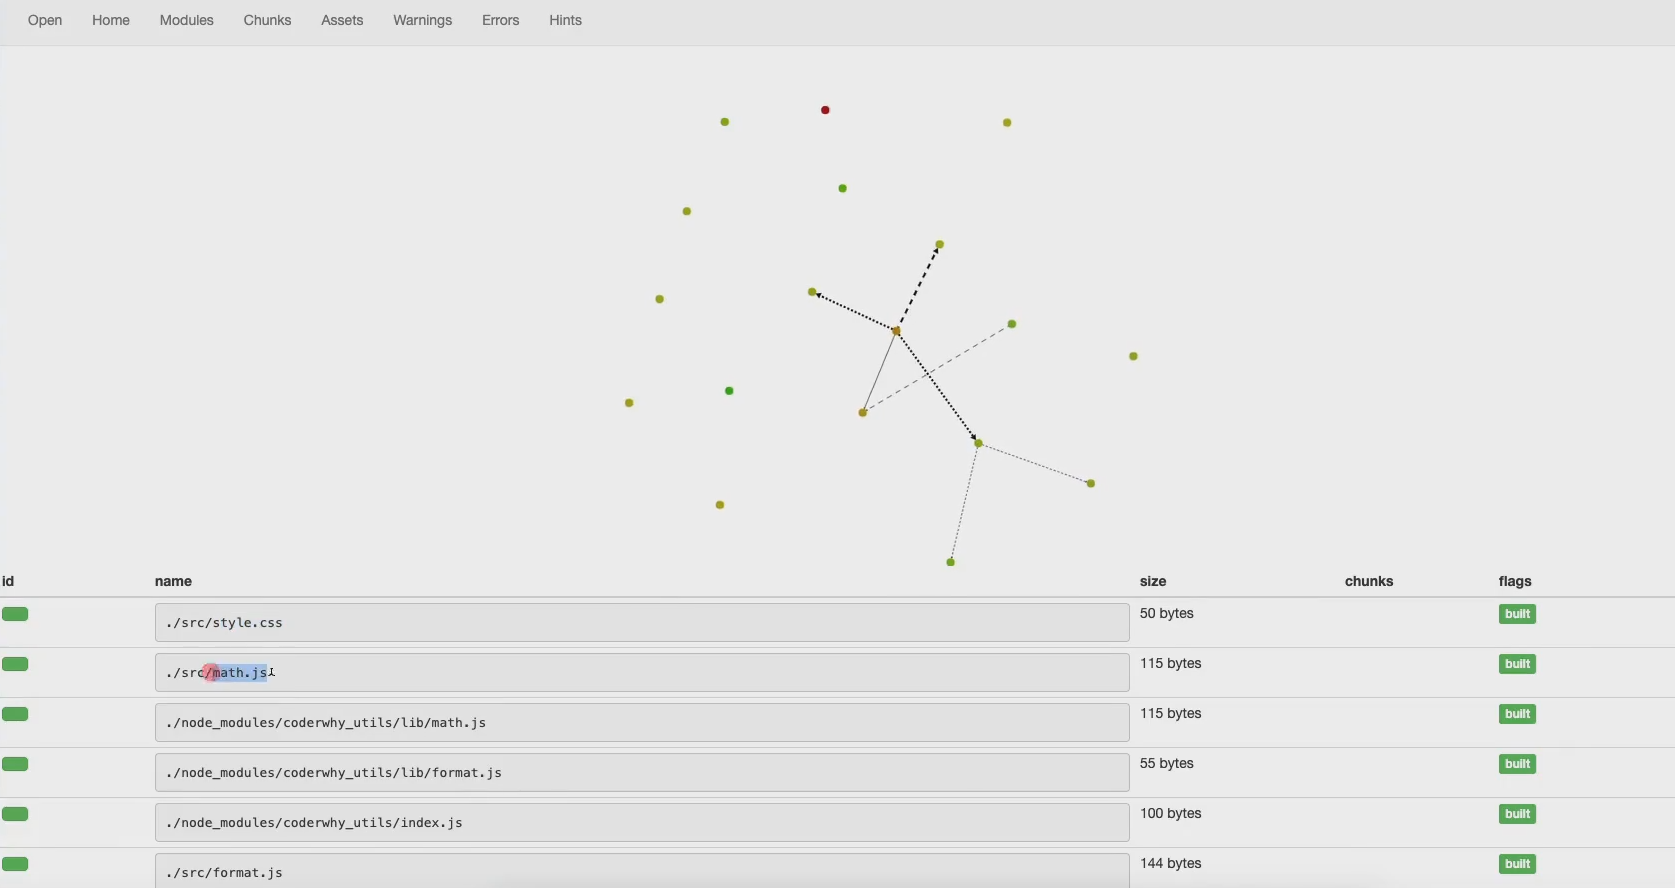 Open Home Modules Chunks Assets Warnings Errors Hints
id name size chunks flags
./src/style.css 50 bytes built
./src/math.js 115 bytes built
./node_modules/coderwhy_utils/lib/math.js 115 bytes built
./node_modules/coderwhy_utils/lib/format.js 55 bytes built
./node_modules/coderwhy_utils/index.js 100 bytes built
./src/format.js 144 bytes built